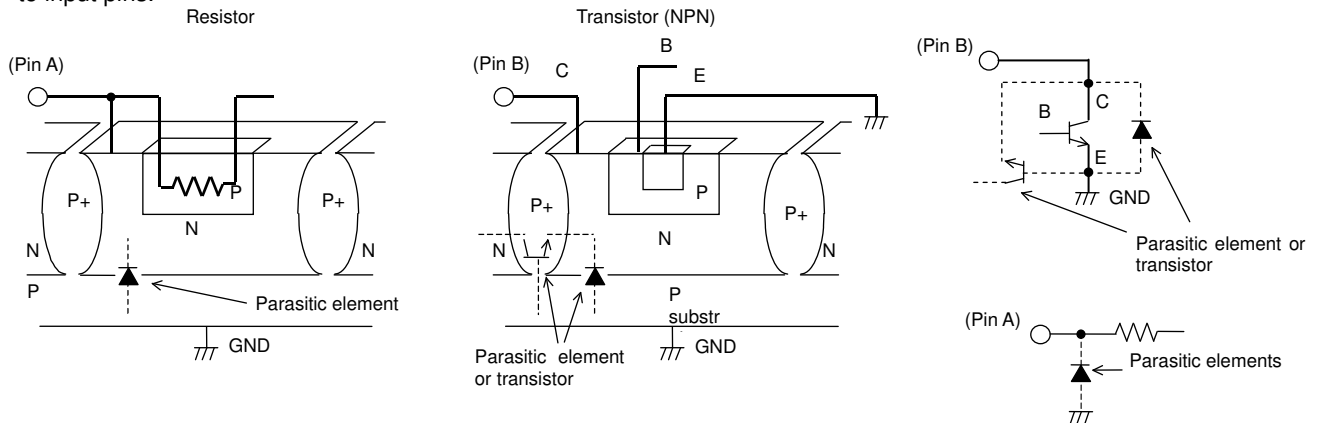 to input pins.
Resistor
(Pin A)
P+
P
P+
N
N
N
P
Parasitic element
GND
Transistor (NPN)
B
(Pin B)
C
E
P+
P
P+
N
N
N
P
substr
Parasitic element
or transistor
GND
(Pin B)
C
B
E
GND
Parasitic element or
transistor
(Pin A)
Parasitic elements